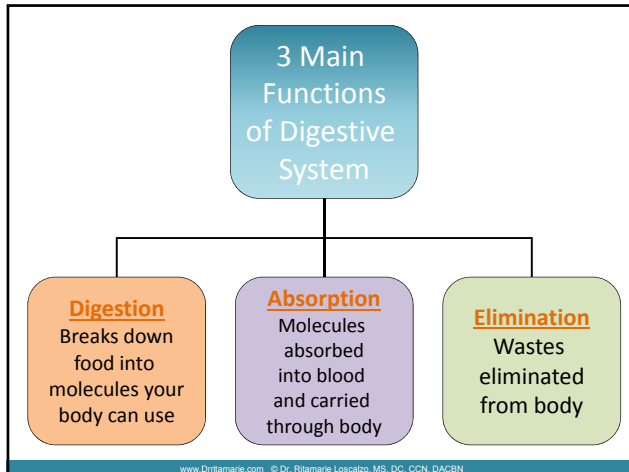 3 Main
Functions
of Digestive
System
Digestion
Breaks down
food into
molecules your
body can use
Absorption
Molecules
absorbed
into blood
and carried
through body
Elimination
Wastes
eliminated
from body
www.Drritamarie.com © Dr. Ritamarie Loscalzo, MS, DC, CCN, DACBN